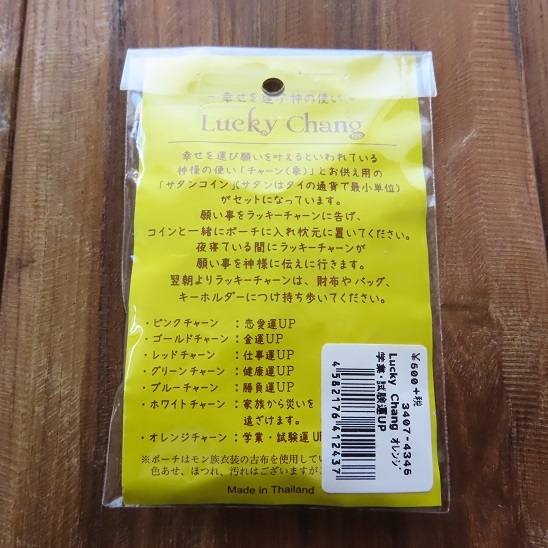 ～幸せを運ぶ神の使い～
Lucky Chang
幸せを運び願いを叶えるといわれている
神様の使い「チャーン(象)」とお供え用の
「サタンコイン」(サタンはタイの通貨で最小単位)
がセットになっています。
願い事をラッキーチャーンに告げ、
コインと一緒にポーチに入れ枕元に置いてください。
夜寝ている間にラッキーチャーンが
願い事を神様に伝えに行きます。
翌朝よりラッキーチャーンは、財布やバッグ、
キーホルダーにつけ持ち歩いてください。
・ピンクチャーン ：恋愛運UP
・ゴールドチャーン ：金運UP
・レッドチャーン ：仕事運UP
・グリーンチャーン ：健康運UP
・ブルーチャーン ：勝負運UP
・ホワイトチャーン ：家族から災いを
遠ざけます。
・オレンジチャーン ：学業・試験運U
※ポーチはモン族衣装の古布を使用してい
色あせ、ほつれ、汚れはございますが
Made in Thailand
¥600+税
3407-4346
Lucky Chang オレンジ
学業・試験運UP
4582176412437